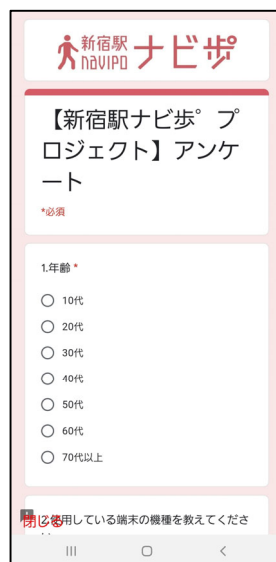 新宿駅
NAVIPO
ナビ歩゜
【新宿駅ナビ歩゜プ
ロジェクト】アンケ
ート
*必須
1.年齢 *
10代
20代
30代
40代
50代
60代
70代以上
閉じる
用している端末の機種を教えてくださ